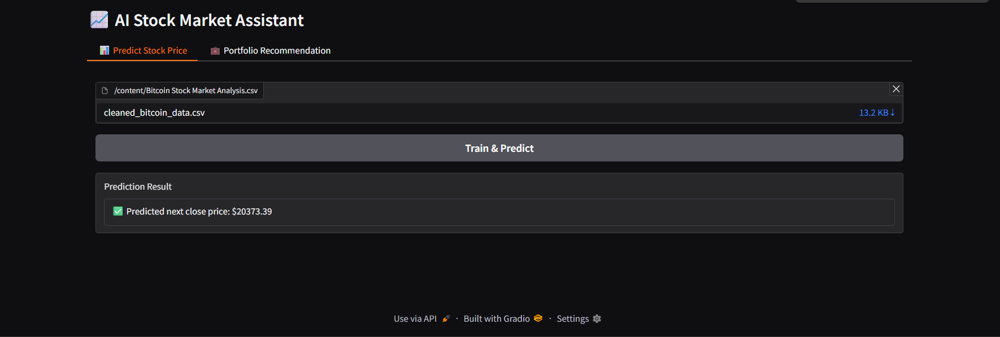 AI Stock Market Assistant
Predict Stock Price Portfolio Recommendation
/content/Bitcoin Stock Market Analysis.csv
cleaned_bitcoin_data.csv 13.2 KB↓
Train & Predict
Prediction Result
✅ Predicted next close price: $20373.39
Use via API · Built with Gradio · Settings